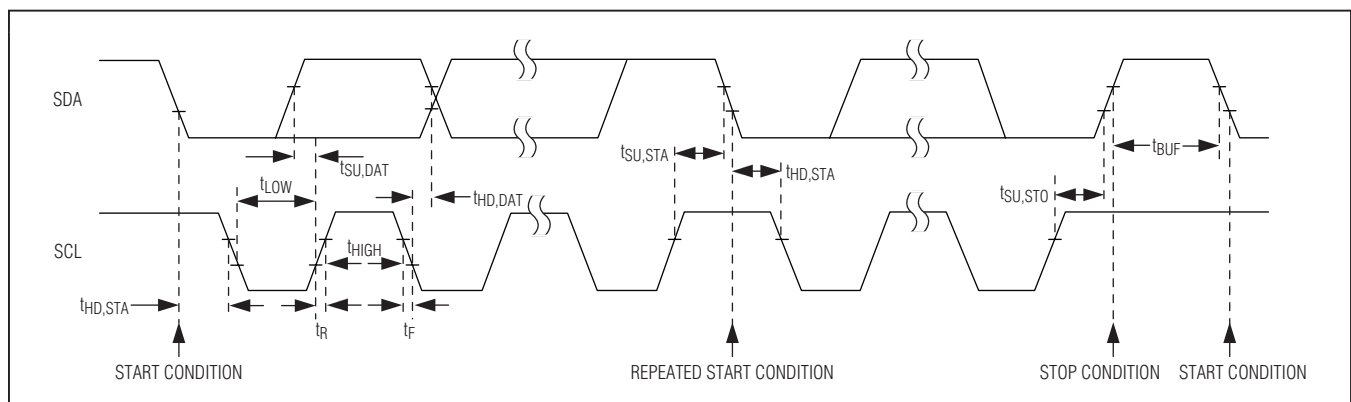 SDA
tSU,DAT
tLOW
tHD,DAT
tSU,STA
tHD,STA
tBUF
tSU,STO
SCL
tHIGH
tHD,STA
tR
tF
START CONDITION
REPEATED START CONDITION
STOP CONDITION
START CONDITION